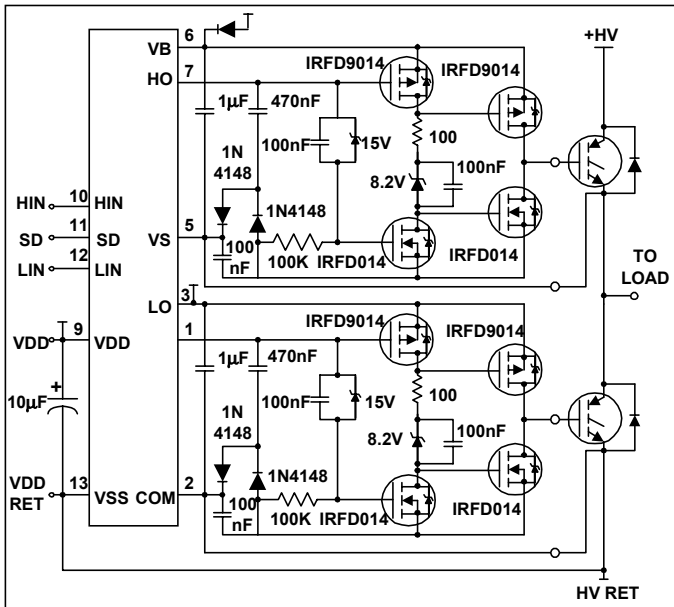 6
VB
+HV
IRFD9014
IRFD9014
HO
7
1µF
470nF
100
100nF
15V
1N
4148
100nF
8.2V
HIN
10
HIN
1N4148
SD
11
SD
VS
5
100
nF
100K
IRFD014
IRFD014
LIN
12
LIN
TO
LOAD
LO
3
IRFD9014
IRFD9014
VDD
9
VDD
1
1µF
470nF
100
10µF
+
100nF
15V
1N
4148
100nF
8.2V
1N4148
VDD
RET
13
VSS
COM
2
100
nF
100K
IRFD014
IRFD014
HV RET